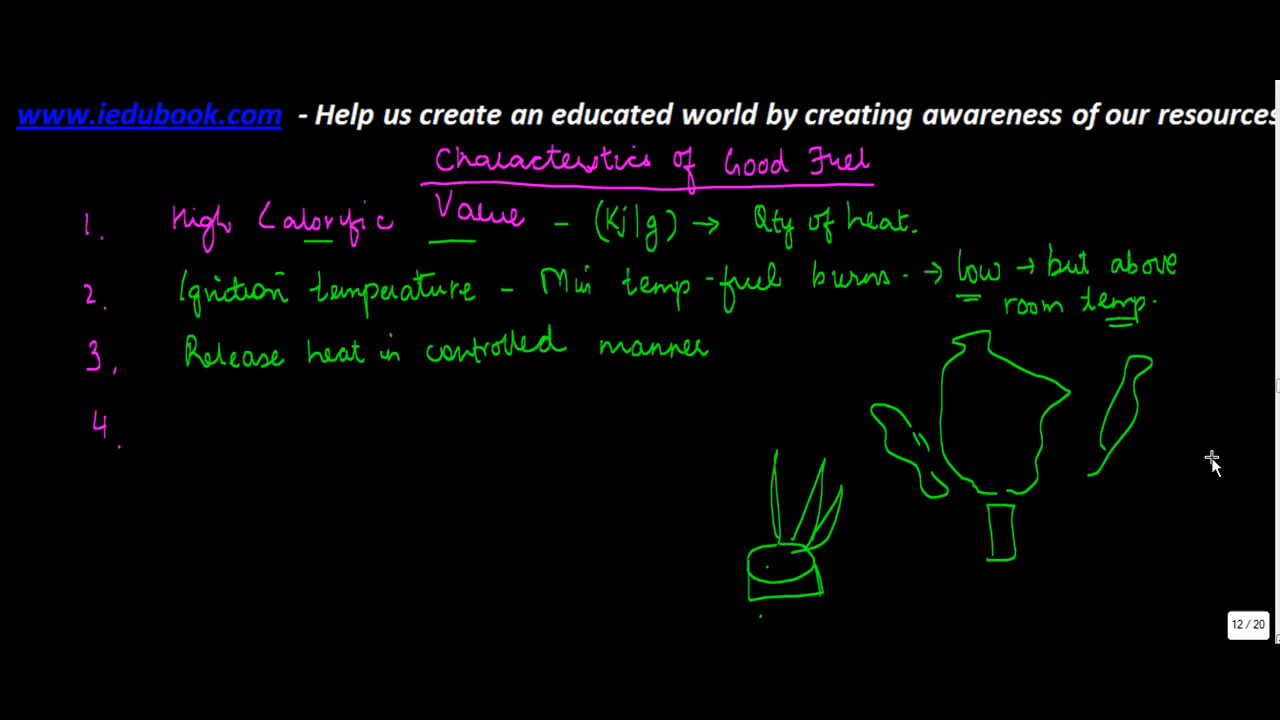 www.iedubook.com - Help us create an educated world by creating awareness of our resources
Characteristics of Good Fuel
1. High Calorific Value - (Kj/g) → Qty of heat.
2. Ignition temperature - Min temp - fuel burns. → low → but above
room temp.
3. Release heat in controlled manner
4.
12 / 20